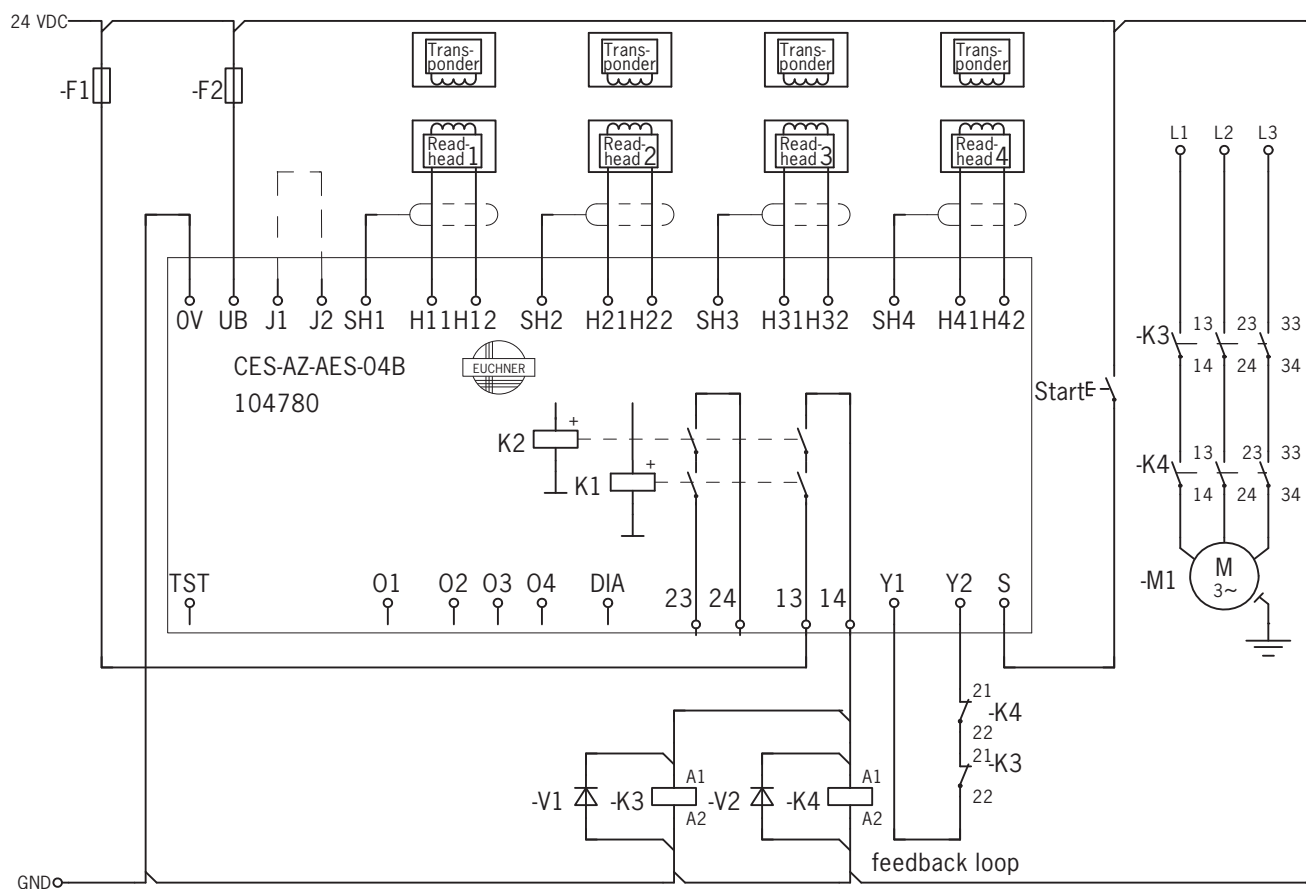 24 VDC
Trans-
ponder
Trans-
ponder
Trans-
ponder
Trans-
ponder
-F1
-F2
Read-
head 1
Read-
head 2
Read-
head 3
Read-
head 4
L1 L2 L3
0V UB J1 J2 SH1 H11 H12 SH2 H21 H22 SH3 H31 H32 SH4 H41 H42
CES-AZ-AES-04B
104780
EUCHNER
-K3
13 23 33
14 24 34
Start
K2 +
K1 +
-K4
13 23 33
14 24 34
-M1
M
3~
TST O1 O2 O3 O4 DIA 23 24 13 14 Y1 Y2 S
21
-K4
22
21
-K3
22
-V1 -K3 A1
A2
-V2 -K4 A1
A2
feedback loop
GND